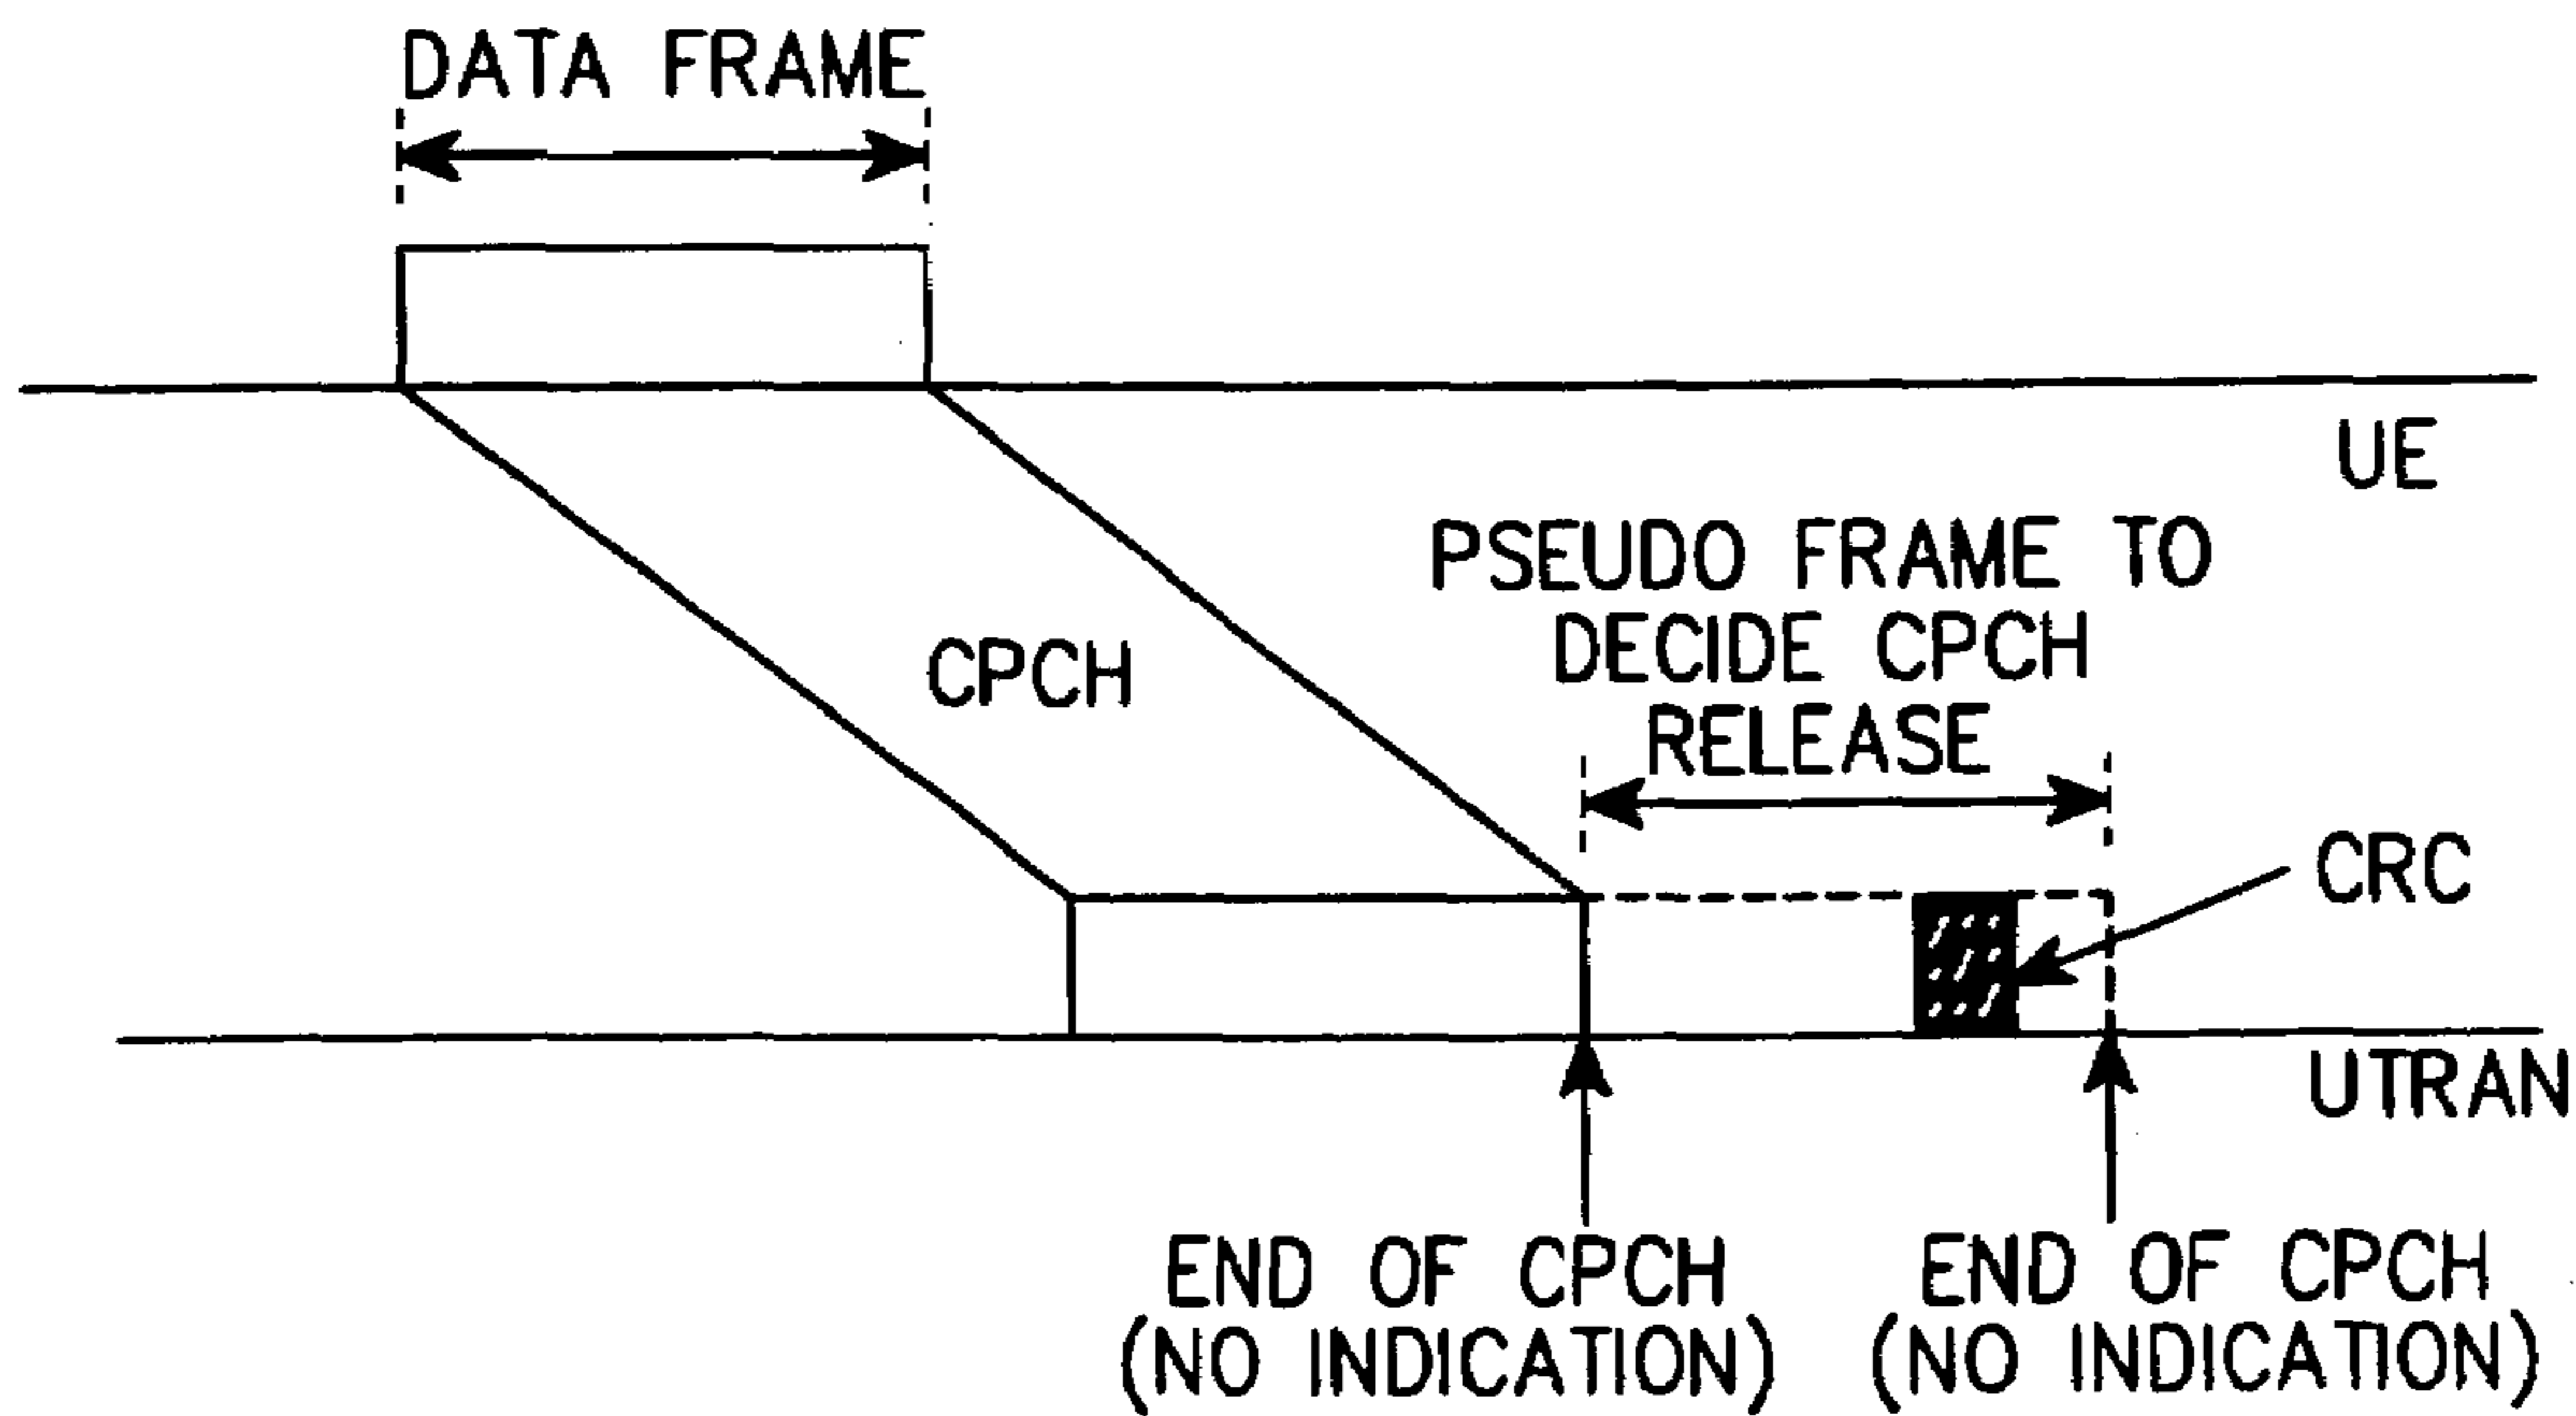 DATA FRAME
UE
PSEUDO FRAME TO
DECIDE CPCH
RELEASE
CPCH
CRC
UTRAN
END OF CPCH
(NO INDICATION)
END OF CPCH
(NO INDICATION)